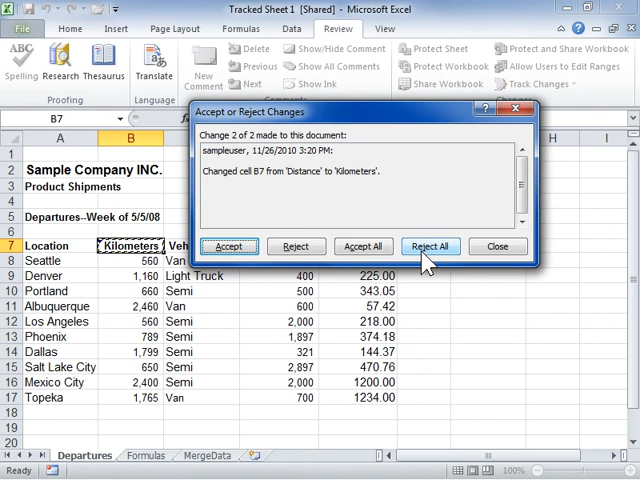 Tracked Sheet 1 [Shared] - Microsoft Excel
File Home Insert Page Layout Formulas Data Review View
ABC
Spelling Research Thesaurus
Proofing
Translate
Language
New Comment
Delete
Previous
Next
Show/Hide Comment
Show All Comments
Show Ink
Protect Sheet
Protect Workbook
Share Workbook
Protect and Share Workbook
Allow Users to Edit Ranges
Track Changes
B7
A B H I
1
2 Sample Company INC.
3 Product Shipments
4
5 Departures--Week of 5/5/08
6
7 Location Kilometers
8 Seattle 560 Van
9 Denver 1,160 Light Truck 400 225.00
10 Portland 660 Semi 500 343.05
11 Albuquerque 2,460 Van 600 57.42
12 Los Angeles 560 Semi 2,000 218.00
13 Phoenix 789 Semi 1,897 374.18
14 Dallas 1,799 Semi 321 144.37
15 Salt Lake City 650 Semi 2,897 470.76
16 Mexico City 2,400 Semi 2,000 1200.00
17 Topeka 1,765 Van 700 1234.00
18
19
20
Accept or Reject Changes
Change 2 of 2 made to this document:
sampleuser, 11/26/2010 3:20 PM:
Changed cell B7 from 'Distance' to 'Kilometers'.
Accept Reject Accept All Reject All Close
Departures Formulas MergeData
Ready 100%